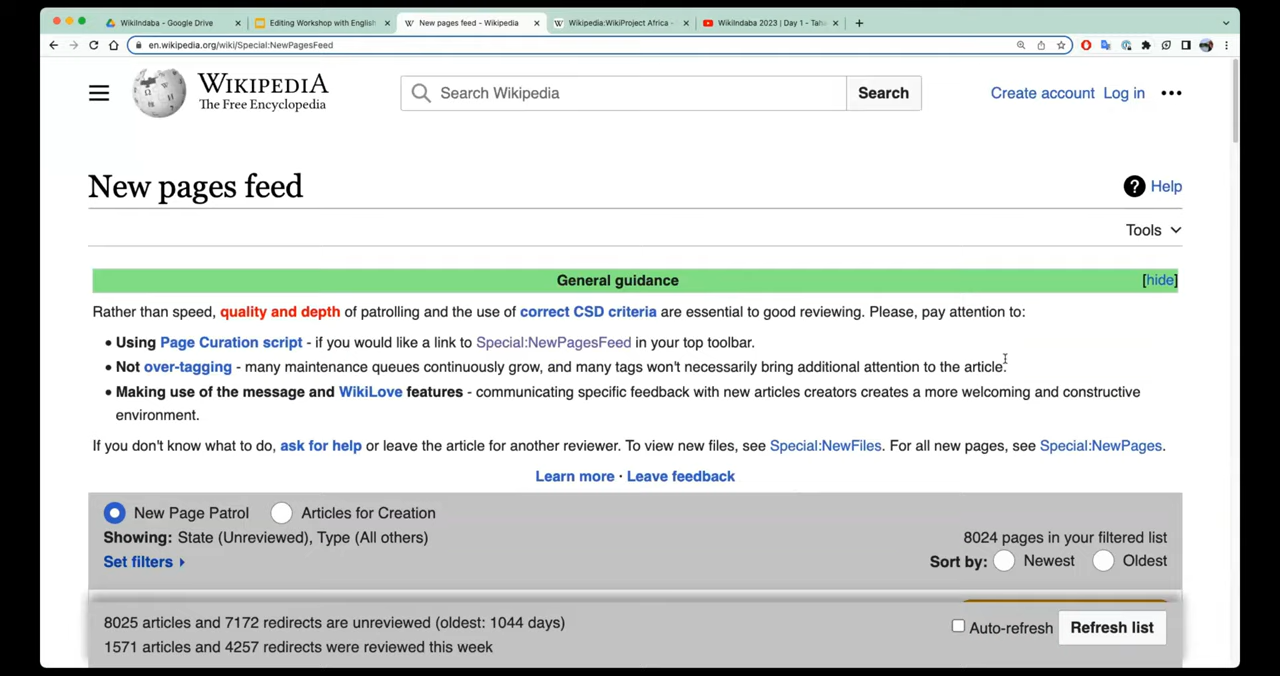 WikiIndaba - Google Drive
Editing Workshop with English
New pages feed - Wikipedia
Wikipedia:WikiProject Africa -
WikiIndaba 2023 | Day 1 - Taha
en.wikipedia.org/wiki/Special:NewPagesFeed
WIKIPEDIA
The Free Encyclopedia
Search Wikipedia
Search
Create account
Log in
New pages feed
Help
Tools
General guidance
[hide]
Rather than speed, quality and depth of patrolling and the use of correct CSD criteria are essential to good reviewing. Please, pay attention to:
• Using Page Curation script - if you would like a link to Special:NewPagesFeed in your top toolbar.
• Not over-tagging - many maintenance queues continuously grow, and many tags won't necessarily bring additional attention to the article.
• Making use of the message and WikiLove features - communicating specific feedback with new articles creators creates a more welcoming and constructive
environment.
If you don't know what to do, ask for help or leave the article for another reviewer. To view new files, see Special:NewFiles. For all new pages, see Special:NewPages.
Learn more · Leave feedback
New Page Patrol
Articles for Creation
Showing: State (Unreviewed), Type (All others)
8024 pages in your filtered list
Set filters
Sort by: Newest Oldest
8025 articles and 7172 redirects are unreviewed (oldest: 1044 days)
1571 articles and 4257 redirects were reviewed this week
Auto-refresh
Refresh list